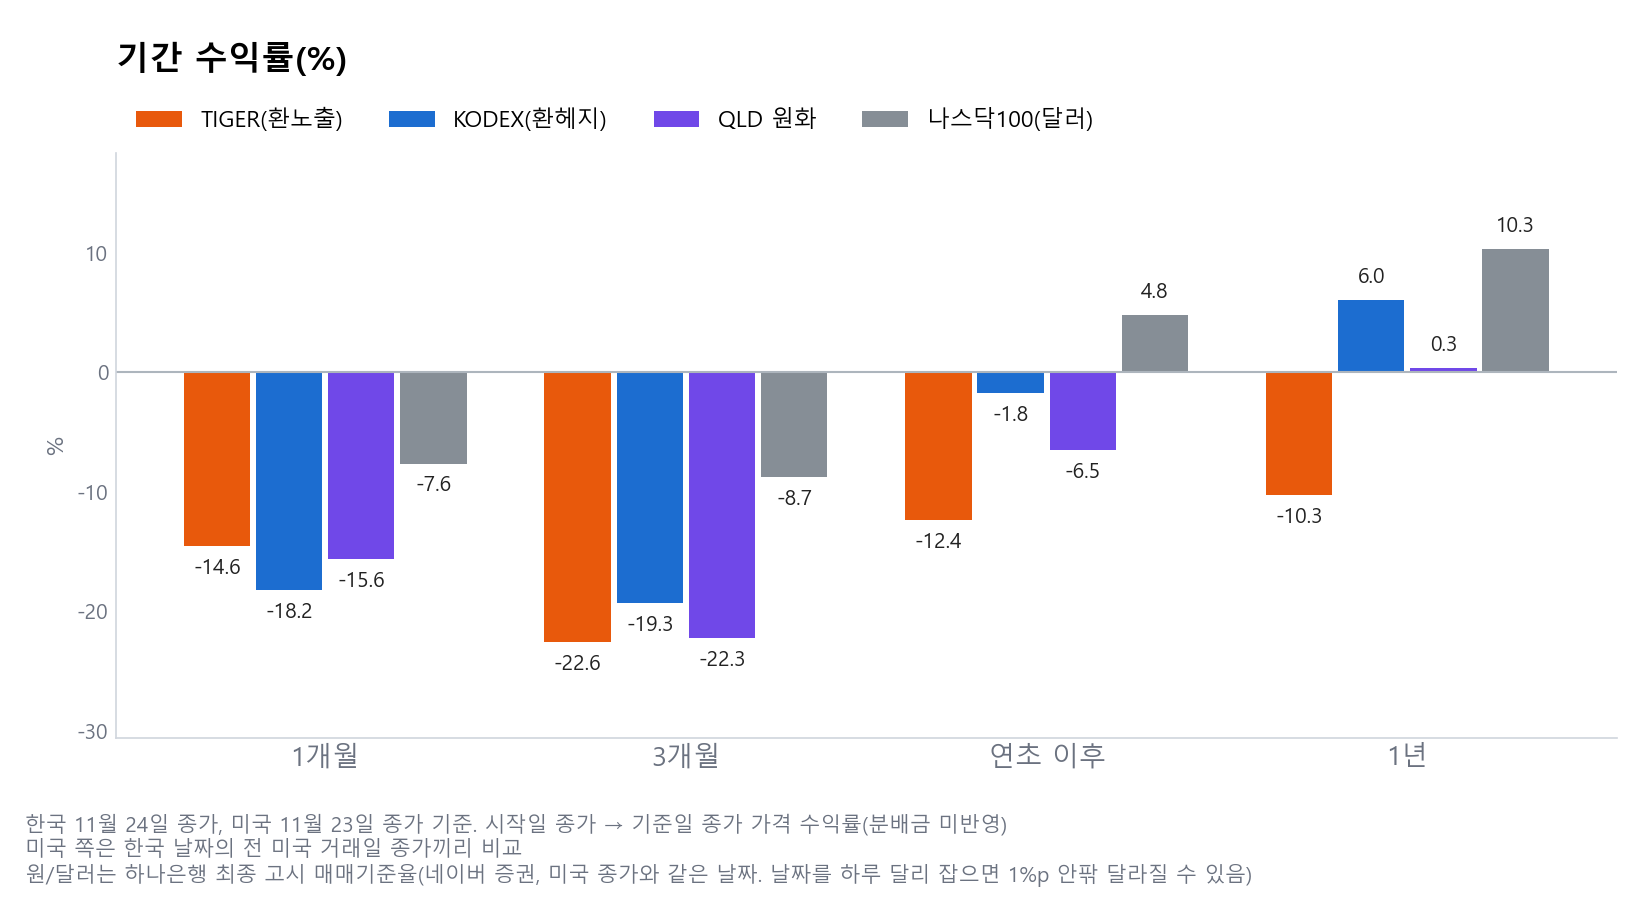 기간 수익률(%)
TIGER(환노출) KODEX(환헤지) QLD 원화 나스닥100(달러)
10
0
-10
-20
-30
%
-14.6 -18.2 -15.6 -7.6
-22.6 -19.3 -22.3 -8.7
-12.4 -1.8 -6.5 4.8
-10.3 6.0 0.3 10.3
1개월 3개월 연초 이후 1년
한국 11월 24일 종가, 미국 11월 23일 종가 기준. 시작일 종가 → 기준일 종가 가격 수익률(분배금 미반영)
미국 쪽은 한국 날짜의 전 미국 거래일 종가끼리 비교
원/달러는 하나은행 최종 고시 매매기준율(네이버 증권, 미국 종가와 같은 날짜. 날짜를 하루 달리 잡으면 1%p 안팎 달라질 수 있음)